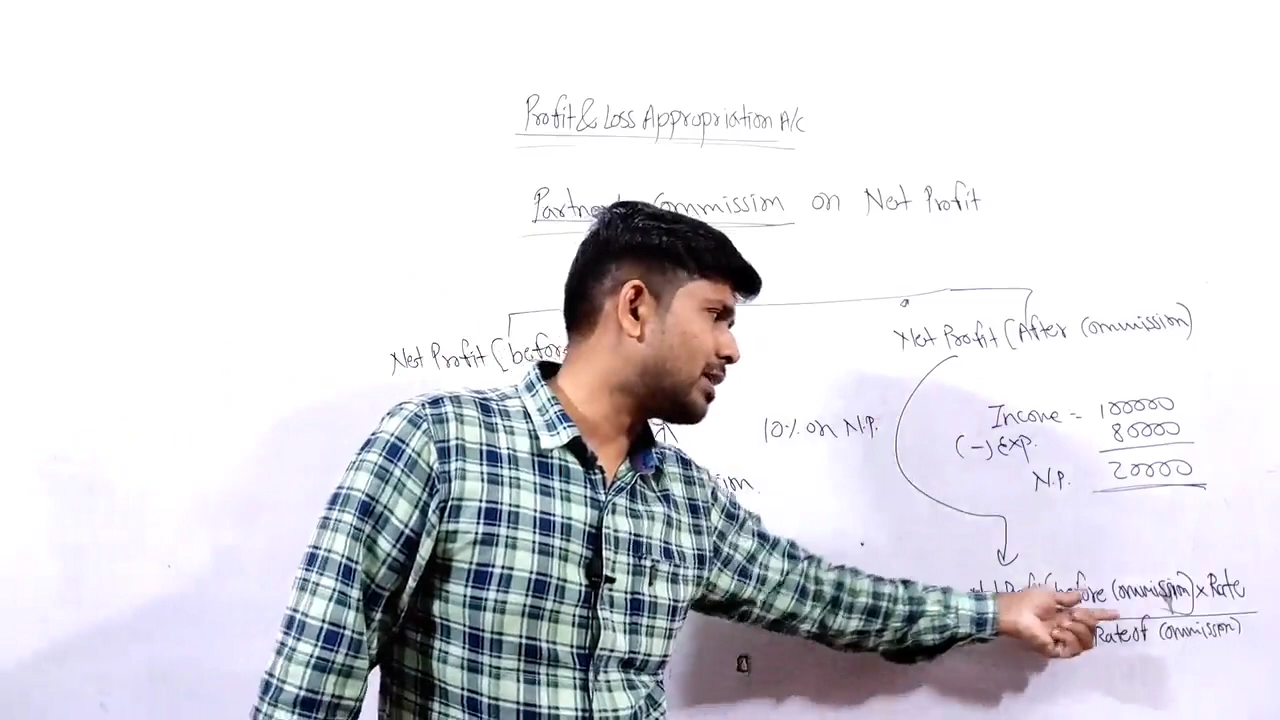 Profit & Loss Appropriation A/C
Commission on Net Profit
Net Profit (before
Net Profit (After Commission)
10% on N.P.
Income = 100000
(-) Exp. 80000
N.P. 20000
before Commission) x Rate
Rate of Commission)